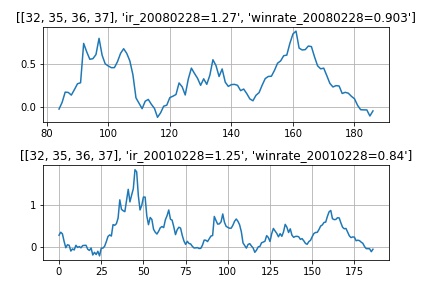 [[32, 35, 36, 37], 'ir_20080228=1.27', 'winrate_20080228=0.903']
0.5
0.0
80 100 120 140 160 180
[[32, 35, 36, 37], 'ir_20010228=1.25', 'winrate_20010228=0.84']
1
0
0 25 50 75 100 125 150 175